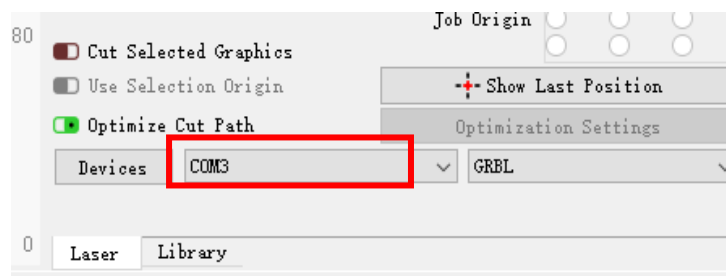 80
Job Origin
Cut Selected Graphics
Use Selection Origin
Show Last Position
Optimize Cut Path
Optimization Settings
Devices
COM3
GRBL
0
Laser
Library